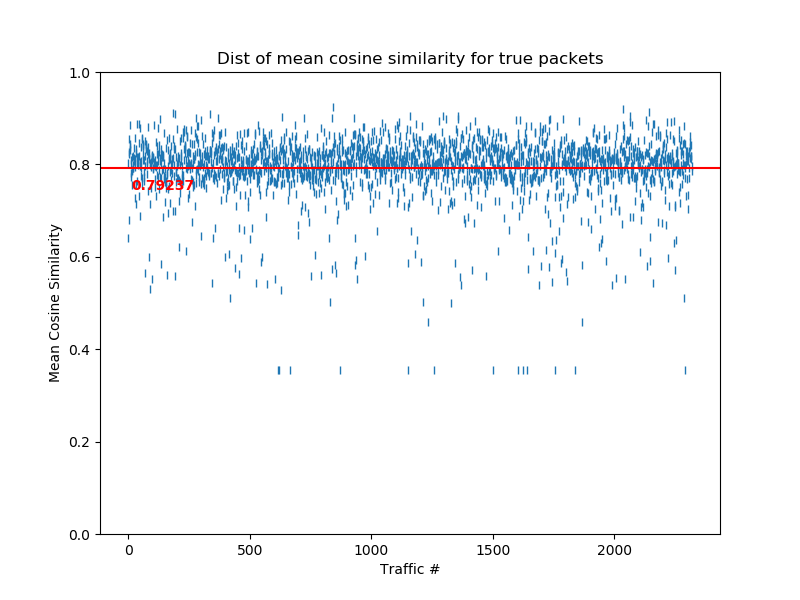 Dist of mean cosine similarity for true packets
1.0
0.8
0.79237
0.6
0.4
0.2
0.0
Mean Cosine Similarity
0 500 1000 1500 2000
Traffic #